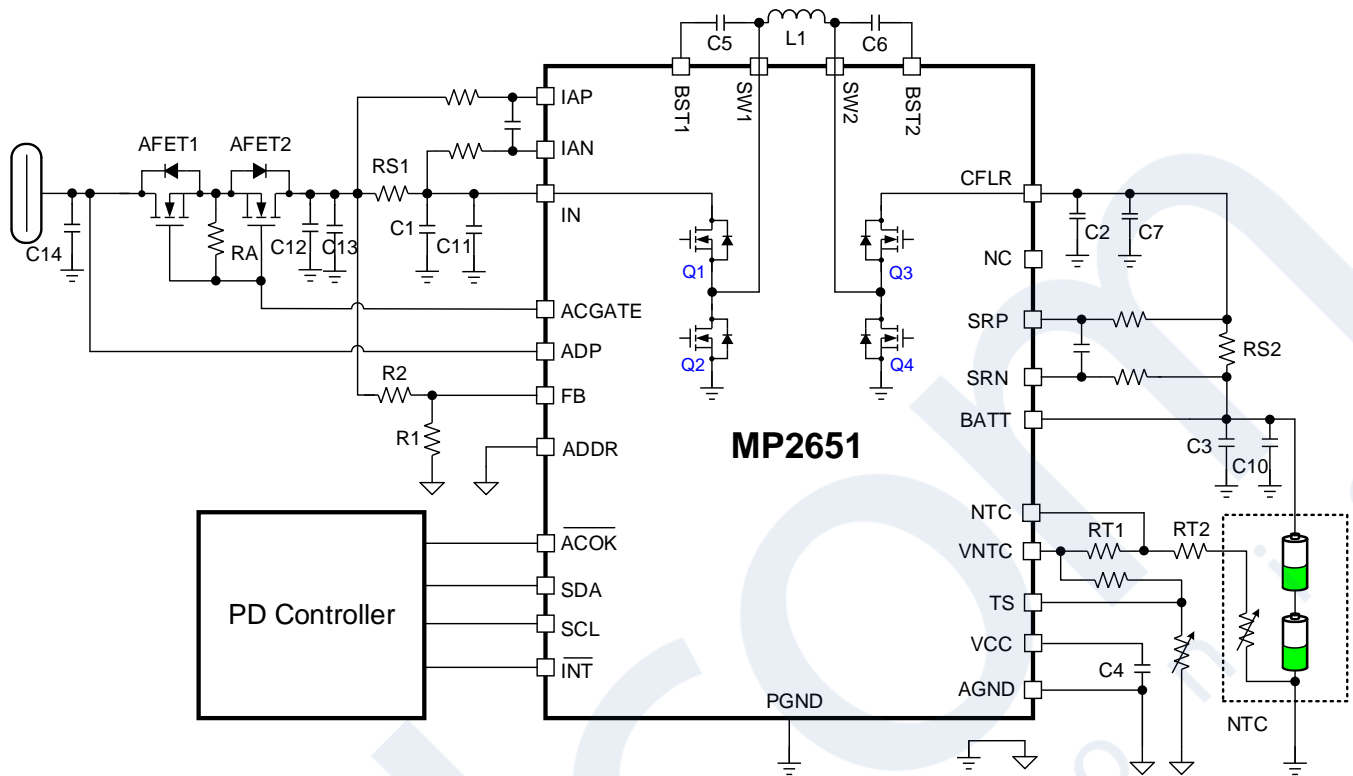 C5
L1
C6
BST1
SW1
SW2
BST2
IAP
IAN
IN
ACGATE
ADP
FB
ADDR
ACOK
SDA
SCL
INT
PGND
CFLR
NC
SRP
SRN
BATT
NTC
VNTC
TS
VCC
AGND
AFET1
AFET2
RS1
C14
RA
C12
C13
C1
C11
R2
R1
Q1
Q2
Q3
Q4
MP2651
PD Controller
C2
C7
RS2
C3
C10
RT1
RT2
C4
NTC